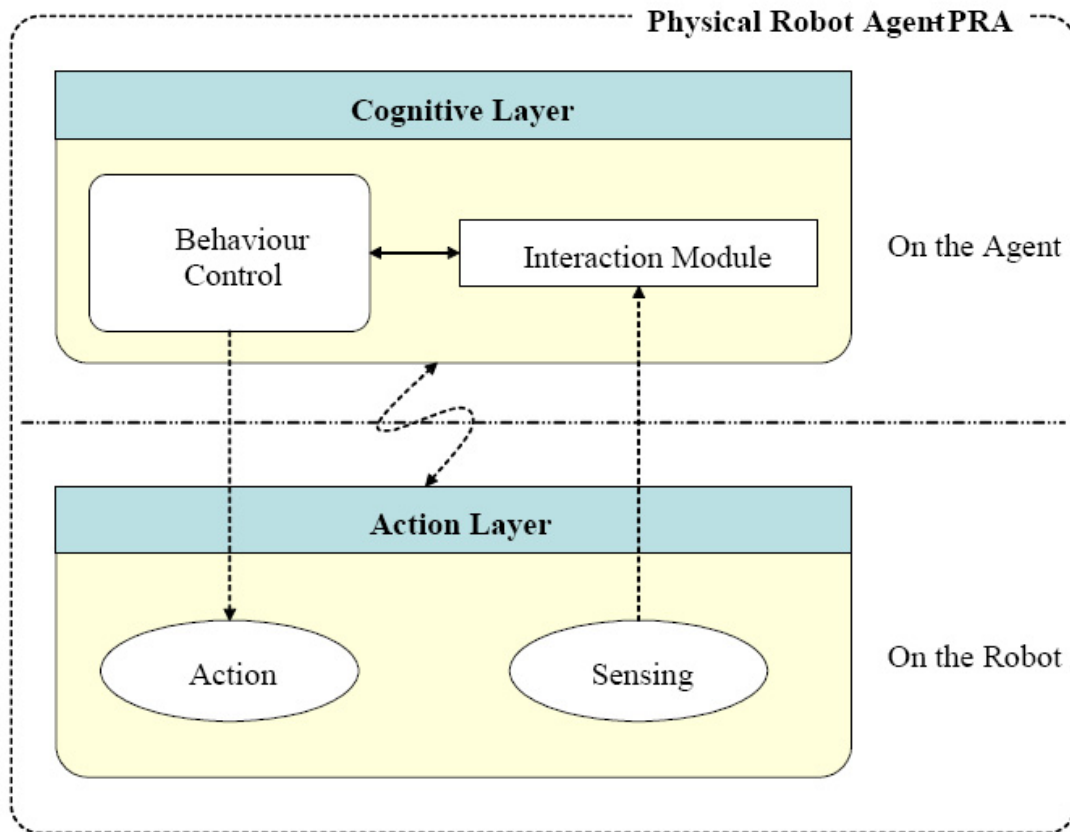 Physical Robot Agent-PRA
Cognitive Layer
Behaviour
Control
Interaction Module
On the Agent
Action Layer
Action
Sensing
On the Robot